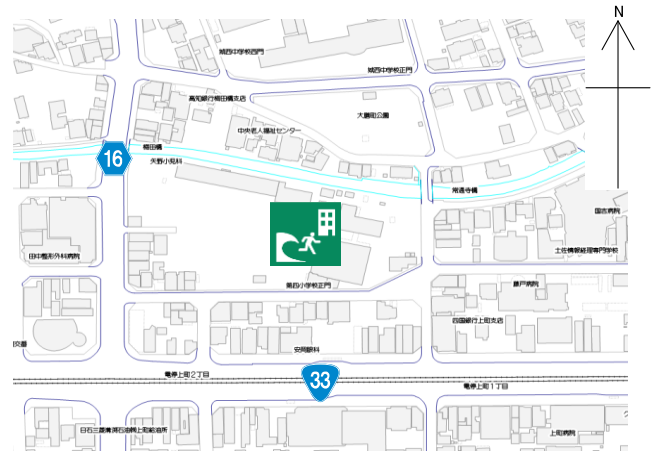 N
城西中学校西門
城西中学校正門
高知銀行桝田橋支店
大膳町公園
中央老人福祉センター
桝田橋
16
矢野小児科
常通寺橋
国吉病院
田中整形外科病院
土佐情報経理専門学校
第四小学校正門
藤戸病院
四国銀行上町支店
安岡眼科
電停上町2丁目
33
電停上町1丁目
上町病院